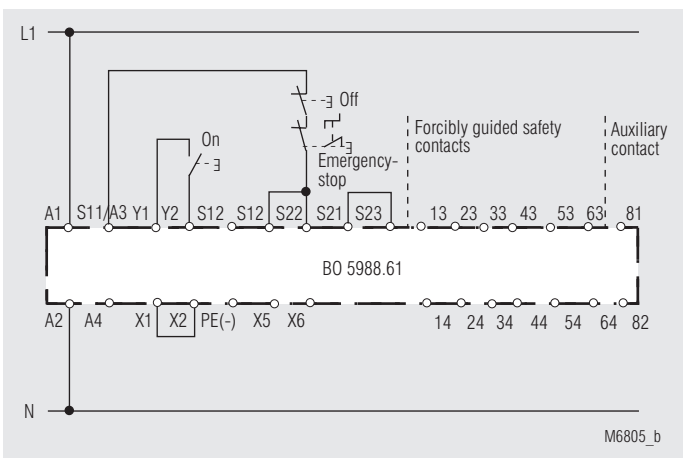 L1
Off
On
Forcibly guided safety
contacts
Auxiliary
contact
Emergency-
stop
A1 S11/A3 Y1 Y2 S12 S12 S22 S21 S23 13 23 33 43 53 63 81
BO 5988.61
A2 A4 X1 X2 PE(-) X5 X6 14 24 34 44 54 64 82
N
M6805_b